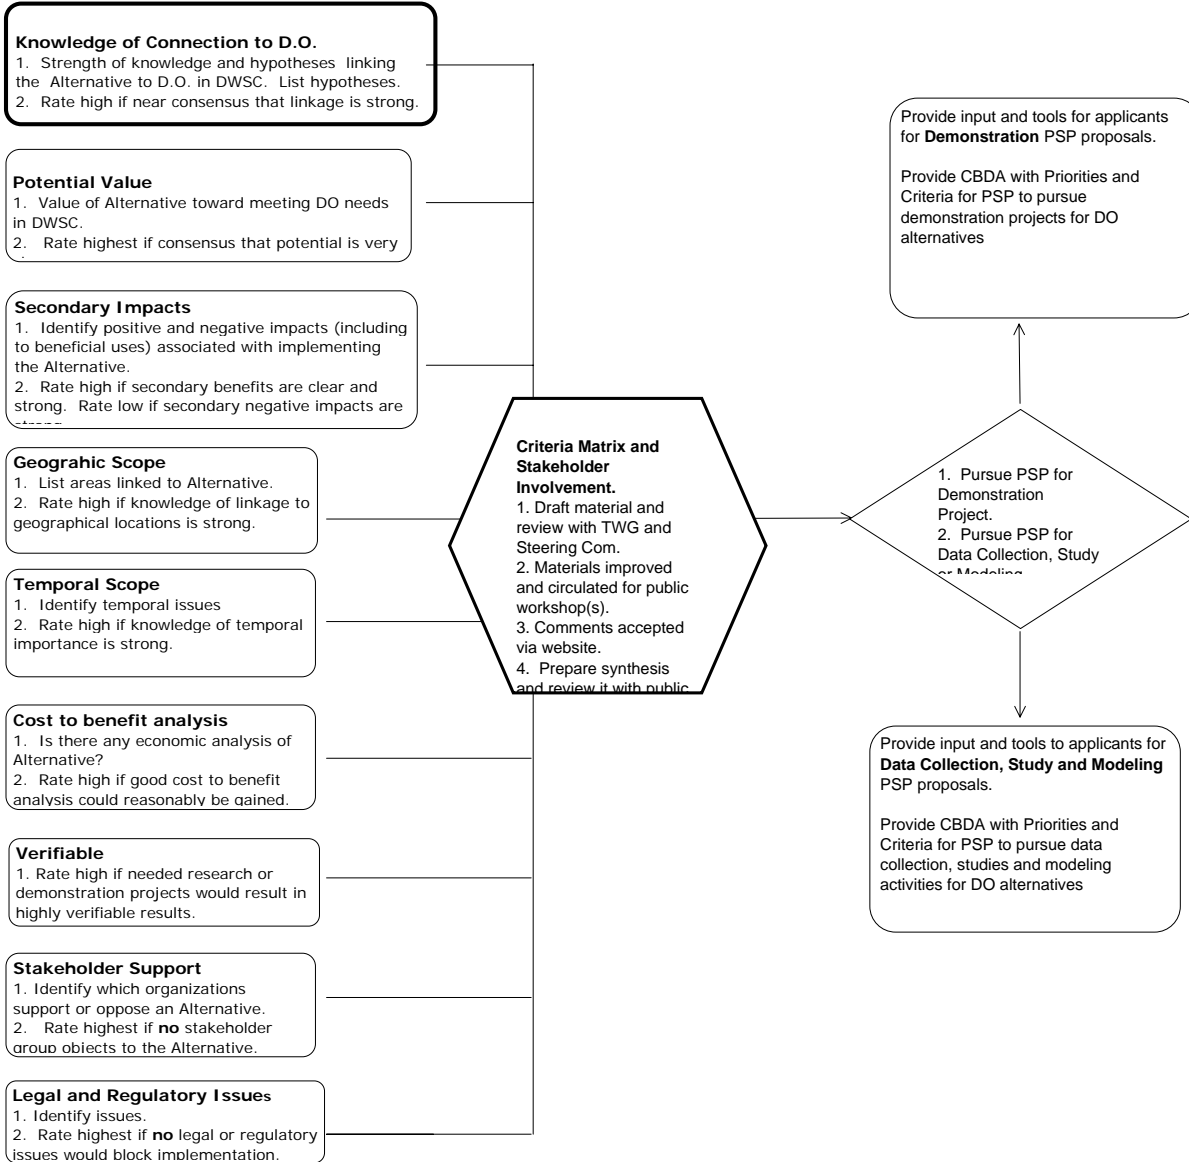 Knowledge of Connection to D.O.
1. Strength of knowledge and hypotheses linking
the Alternative to D.O. in DWSC. List hypotheses.
2. Rate high if near consensus that linkage is strong.
Potential Value
1. Value of Alternative toward meeting DO needs
in DWSC.
2. Rate highest if consensus that potential is very
Secondary Impacts
1. Identify positive and negative impacts (including
to beneficial uses) associated with implementing
the Alternative.
2. Rate high if secondary benefits are clear and
strong. Rate low if secondary negative impacts are
Geograhic Scope
1. List areas linked to Alternative.
2. Rate high if knowledge of linkage to
geographical locations is strong.
Temporal Scope
1. Identify temporal issues
2. Rate high if knowledge of temporal
importance is strong.
Cost to benefit analysis
1. Is there any economic analysis of
Alternative?
2. Rate high if good cost to benefit
analysis could reasonably be gained.
Verifiable
1. Rate high if needed research or
demonstration projects would result in
highly verifiable results.
Stakeholder Support
1. Identify which organizations
support or oppose an Alternative.
2. Rate highest if no stakeholder
group objects to the Alternative.
Legal and Regulatory Issues
1. Identify issues.
2. Rate highest if no legal or regulatory
issues would block implementation.
Criteria Matrix and
Stakeholder
Involvement.
1. Draft material and
review with TWG and
Steering Com.
2. Materials improved
and circulated for public
workshop(s).
3. Comments accepted
via website.
4. Prepare synthesis
and review it with public
1. Pursue PSP for
Demonstration
Project.
2. Pursue PSP for
Data Collection, Study
or Modeling
Provide input and tools for applicants
for Demonstration PSP proposals.
Provide CBDA with Priorities and
Criteria for PSP to pursue
demonstration projects for DO
alternatives
Provide input and tools to applicants for
Data Collection, Study and Modeling
PSP proposals.
Provide CBDA with Priorities and
Criteria for PSP to pursue data
collection, studies and modeling
activities for DO alternatives